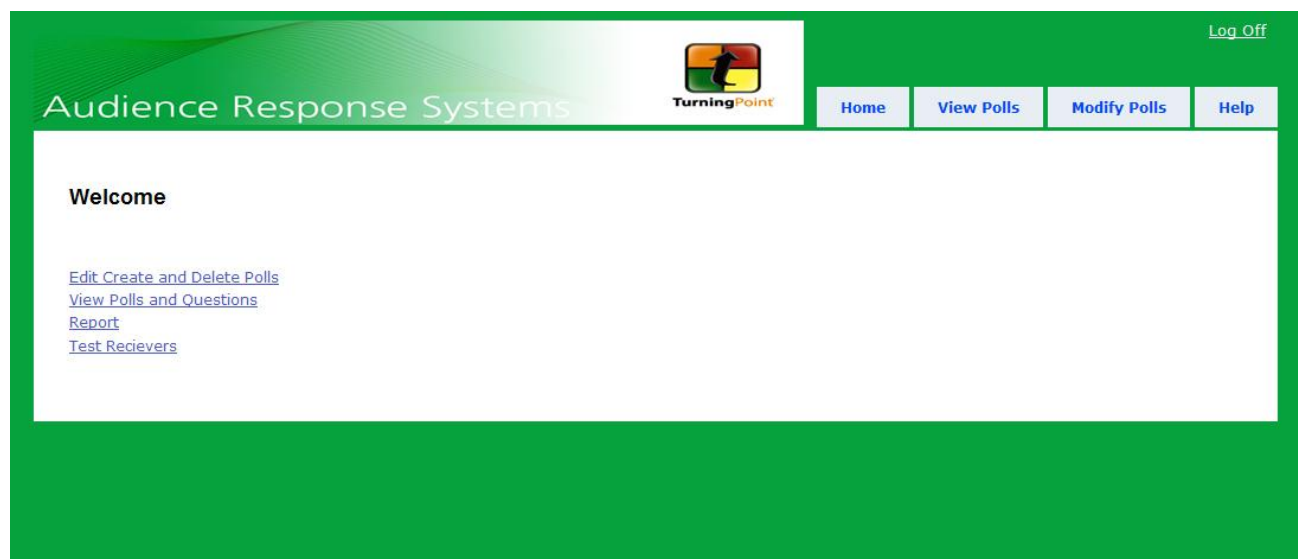 Log Off
Audience Response Systems
TurningPoint
Home View Polls Modify Polls Help
Welcome
Edit Create and Delete Polls
View Polls and Questions
Report
Test Recievers